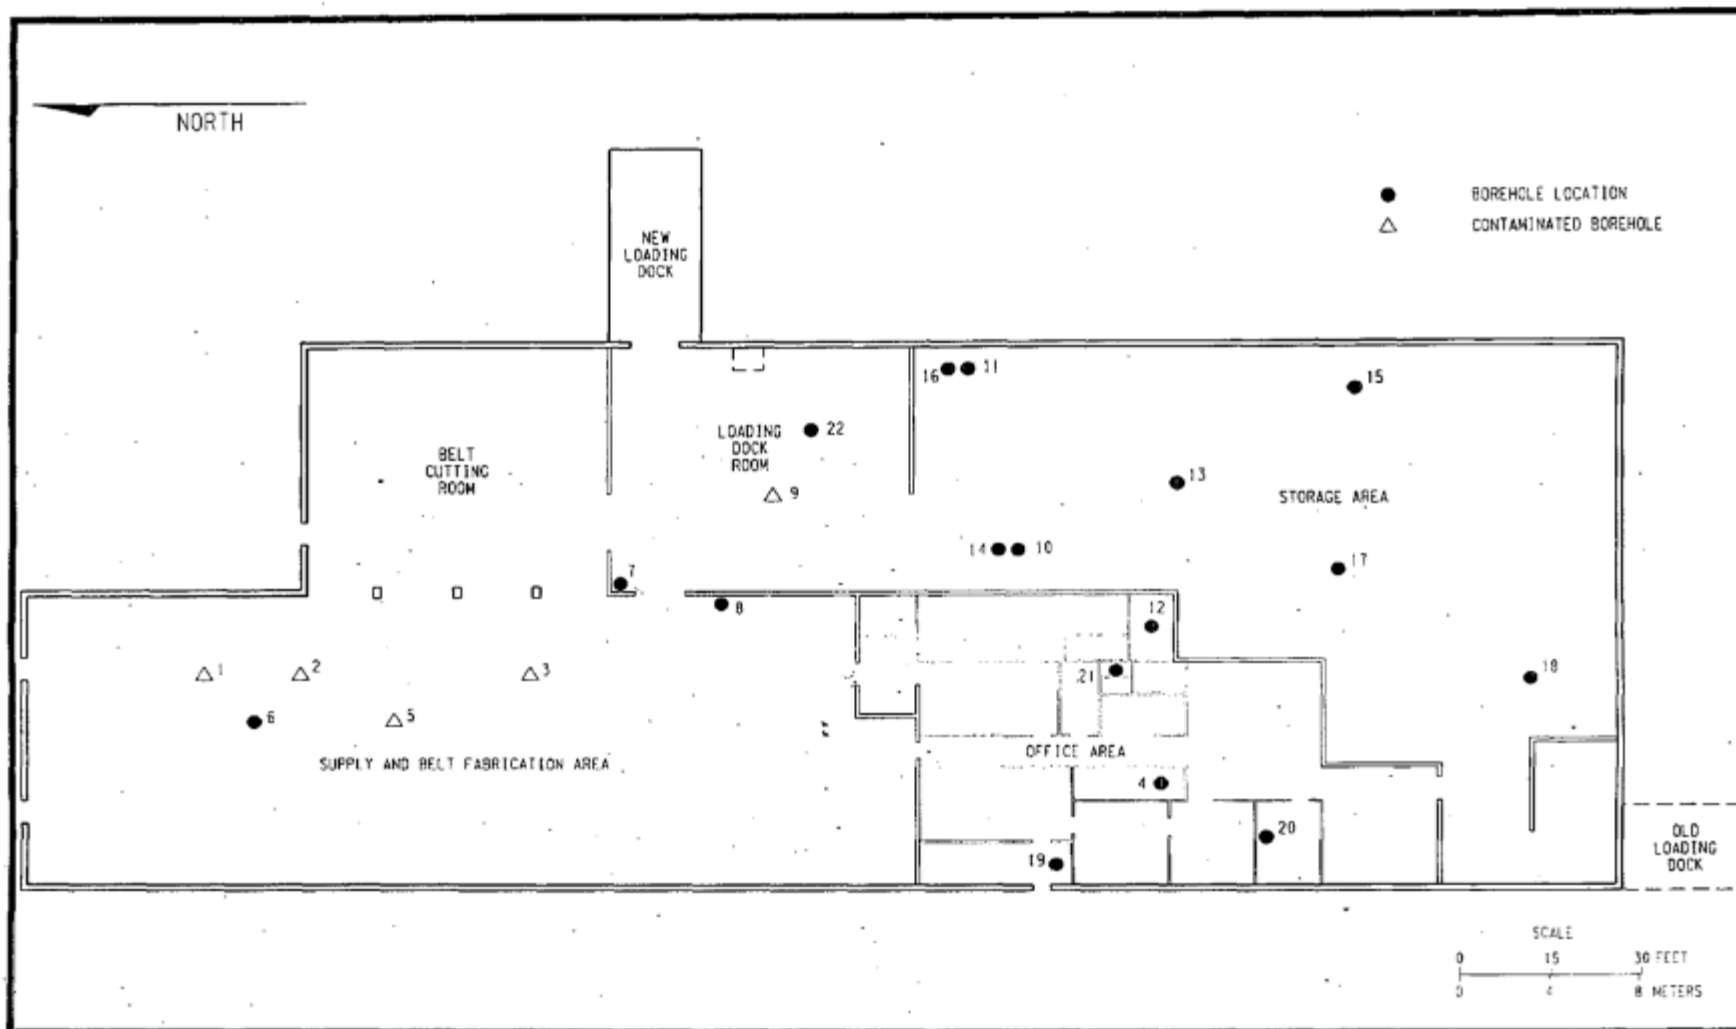 NORTH
BOREHOLE LOCATION
CONTAMINATED BOREHOLE
NEW
LOADING
DOCK
16
11
15
BELT
CUTTING
ROOM
LOADING
DOCK
ROOM
22
9
13
STORAGE AREA
14
10
17
7
8
12
1
2
3
21
18
6
5
SUPPLY AND BELT FABRICATION AREA
OFFICE AREA
4
20
19
OLD
LOADING
DOCK
SCALE
0 15 30 FEET
0 4 8 METERS